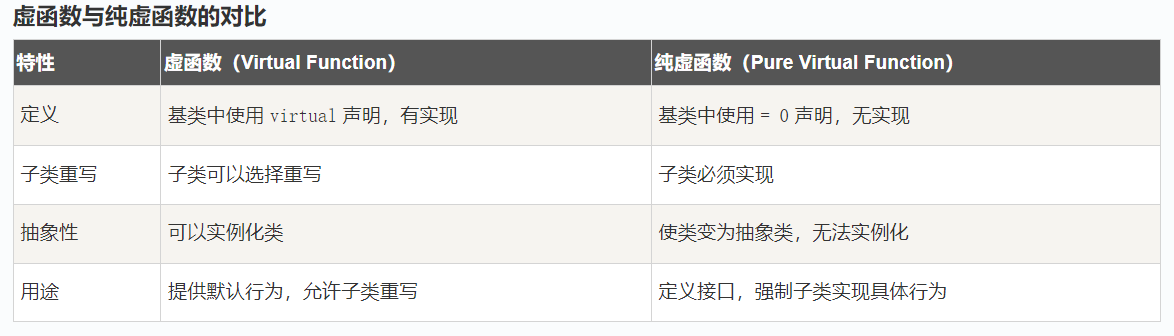 虚函数与纯虚函数的对比
特性 虚函数（Virtual Function） 纯虚函数（Pure Virtual Function）
定义 基类中使用 virtual 声明，有实现 基类中使用 = 0 声明，无实现
子类重写 子类可以选择重写 子类必须实现
抽象性 可以实例化类 使类变为抽象类，无法实例化
用途 提供默认行为，允许子类重写 定义接口，强制子类实现具体行为